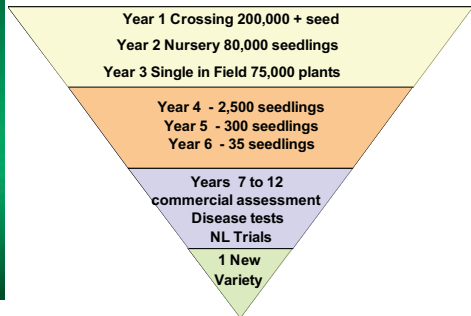 Year 1 Crossing 200,000 + seed
Year 2 Nursery 80,000 seedlings
Year 3 Single in Field 75,000 plants
Year 4 - 2,500 seedlings
Year 5 - 300 seedlings
Year 6 - 35 seedlings
Years 7 to 12
commercial assessment
Disease tests
NL Trials
1 New
Variety